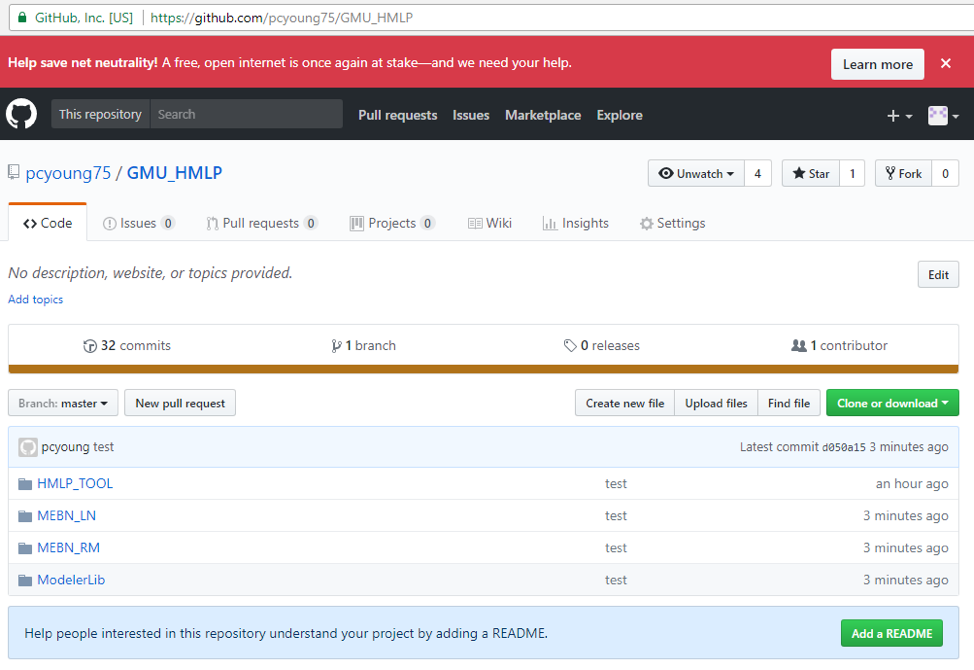 GitHub, Inc. [US] https://github.com/pcyoung75/GMU_HMLP
Help save net neutrality! A free, open internet is once again at stake—and we need your help. Learn more ×
This repository Search Pull requests Issues Marketplace Explore
pcyoung75 / GMU_HMLP Unwatch 4 Star 1 Fork 0
Code Issues 0 Pull requests 0 Projects 0 Wiki Insights Settings
No description, website, or topics provided. Edit
Add topics
32 commits 1 branch 0 releases 1 contributor
Branch: master New pull request Create new file Upload files Find file Clone or download
pcyoung test Latest commit d050a15 3 minutes ago
HMLP_TOOL test an hour ago
MEBN_LN test 3 minutes ago
MEBN_RM test 3 minutes ago
ModelerLib test 3 minutes ago
Help people interested in this repository understand your project by adding a README. Add a README